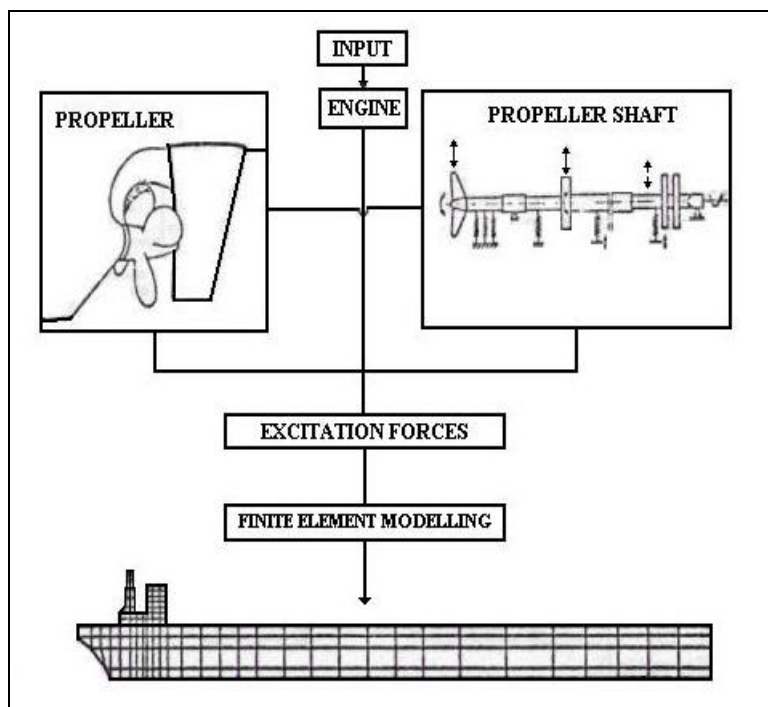 INPUT
ENGINE
PROPELLER
PROPELLER SHAFT
EXCITATION FORCES
FINITE ELEMENT MODELLING